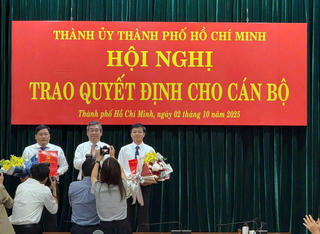 THÀNH ỦY THÀNH PHỐ HỒ CHÍ MINH
HỘI NGHỊ
TRAO QUYẾT ĐỊNH CHO CÁN BỘ
Thành phố Hồ Chí Minh, ngày 02 tháng 10 năm 2025